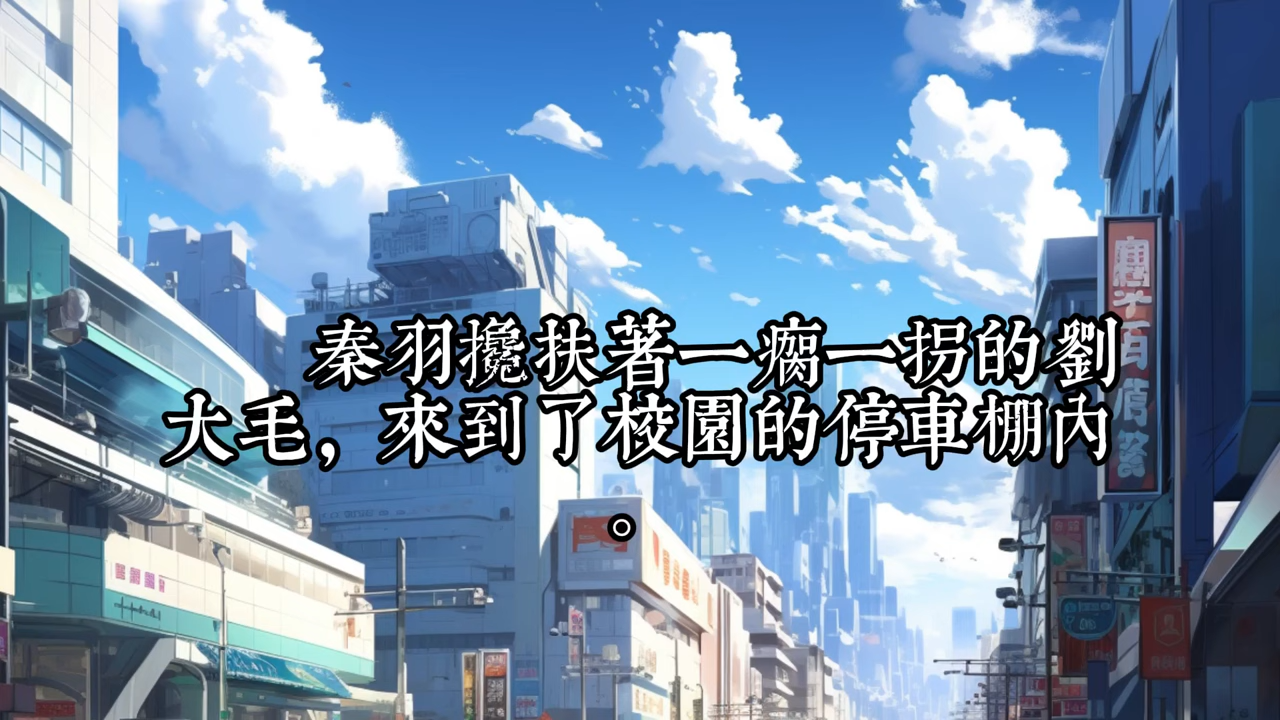 秦羽攙扶著一瘸一拐的劉
大毛，來到了校園的停車棚內
。